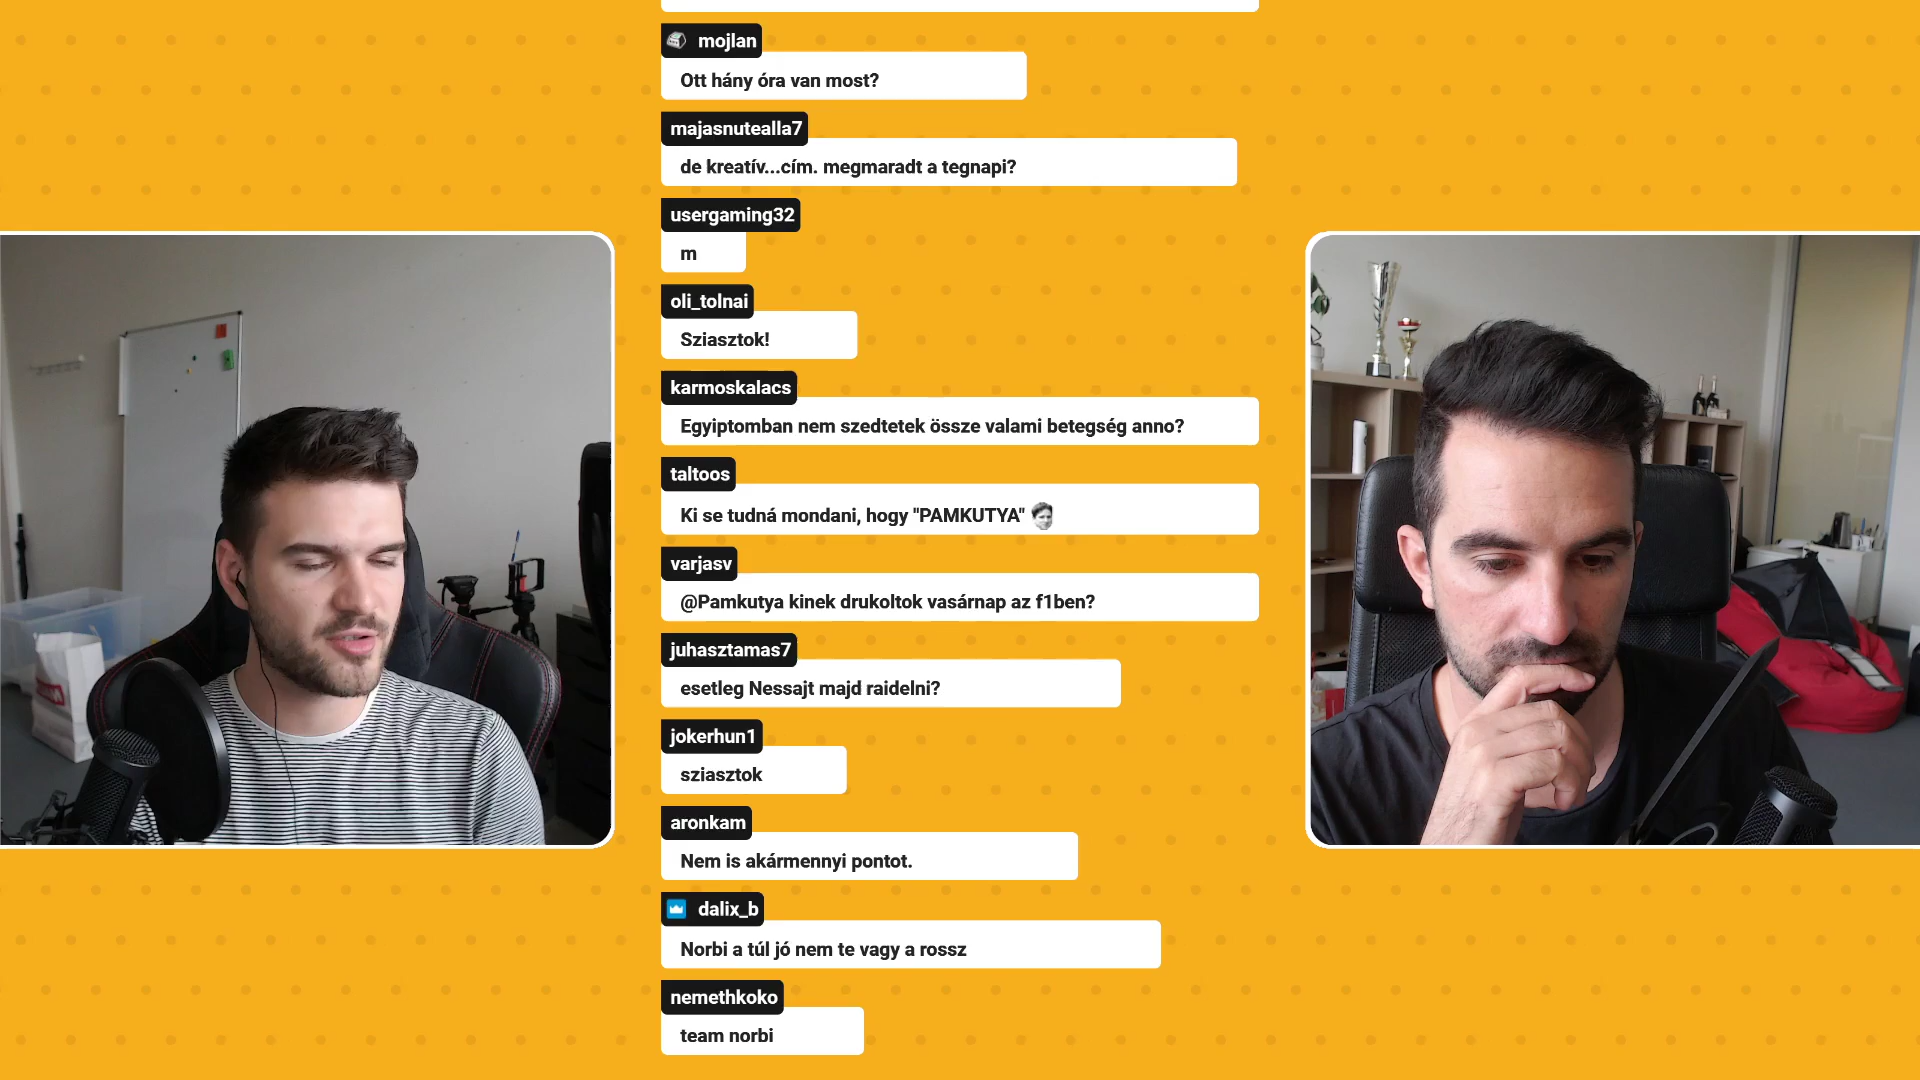 mojlan
Ott hány óra van most?
majasnutealla7
de kreatív...cím. megmaradt a tegnapi?
usergaming32
m
oli_tolnai
Sziasztok!
karmoskalacs
Egyiptomban nem szedtetek össze valami betegség anno?
taltoos
Ki se tudná mondani, hogy "PAMKUTYA"
varjasv
@Pamkutya kinek drukoltok vasárnap az f1ben?
juhasztamas7
esetleg Nessajt majd raidelni?
jokerhun1
sziasztok
aronkam
Nem is akármennyi pontot.
dalix_b
Norbi a túl jó nem te vagy a rossz
nemethkoko
team norbi